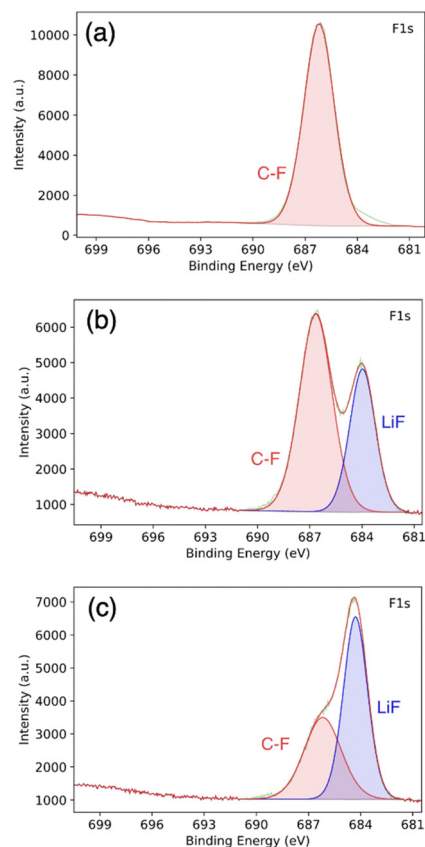 (a)
F1s
10000
8000
6000
4000
2000
0
C-F
Intensity (a.u.)
699 696 693 690 687 684 681
Binding Energy (eV)
(b)
F1s
6000
5000
4000
3000
2000
1000
C-F
LiF
Intensity (a.u.)
699 696 693 690 687 684 681
Binding Energy (eV)
(c)
F1s
7000
6000
5000
4000
3000
2000
1000
C-F
LiF
Intensity (a.u.)
699 696 693 690 687 684 681
Binding Energy (eV)